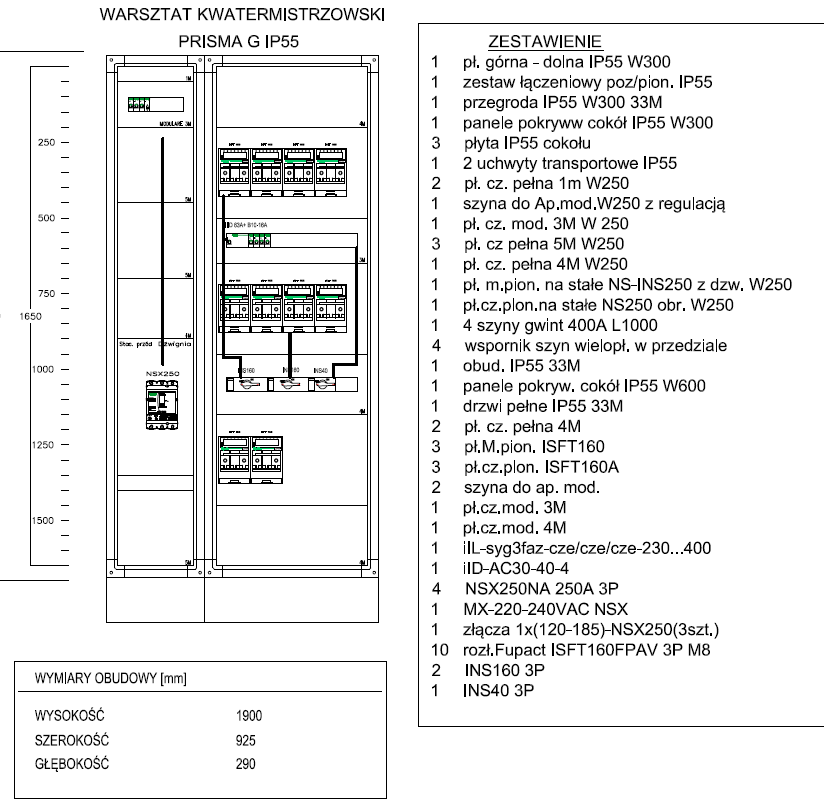 WARSZTAT KWATERMISTRZOWSKI
PRISMA G IP55
1M
MODULARE 3M
5M
5M
4M
Stac. przód Dźwignia
NSX250
5M
4M
IID 63A+ B10-16A
3M
INS160
INS160
INS40
4M
4M
250
500
750
1650
1000
1250
1500
ZESTAWIENIE
1 pł. górna - dolna IP55 W300
1 zestaw łączeniowy poz/pion. IP55
1 przegroda IP55 W300 33M
1 panele pokryww cokół IP55 W300
3 płyta IP55 cokołu
1 2 uchwyty transportowe IP55
2 pł. cz. pełna 1m W250
1 szyna do Ap.mod.W250 z regulacją
1 pł. cz. mod. 3M W 250
3 pł. cz pełna 5M W250
1 pł. cz. pełna 4M W250
1 pł. m.pion. na stałe NS-INS250 z dzw. W250
1 pł.cz.pion.na stałe NS250 obr. W250
1 4 szyny gwint 400A L1000
4 wspornik szyn wielopł. w przedziale
1 obud. IP55 33M
1 panele pokryw. cokół IP55 W600
1 drzwi pełne IP55 33M
2 pł. cz. pełna 4M
3 pł.M.pion. ISFT160
3 pł.cz.pion. ISFT160A
2 szyna do ap. mod.
1 pł.cz.mod. 3M
1 pł.cz.mod. 4M
1 iIL-syg3faz-cze/cze/cze-230...400
1 iID-AC30-40-4
4 NSX250NA 250A 3P
1 MX-220-240VAC NSX
1 złącza 1x(120-185)-NSX250(3szt.)
10 rozł.Fupact ISFT160FPAV 3P M8
2 INS160 3P
1 INS40 3P
WYMIARY OBUDOWY [mm]
WYSOKOŚĆ 1900
SZEROKOŚĆ 925
GŁĘBOKOŚĆ 290